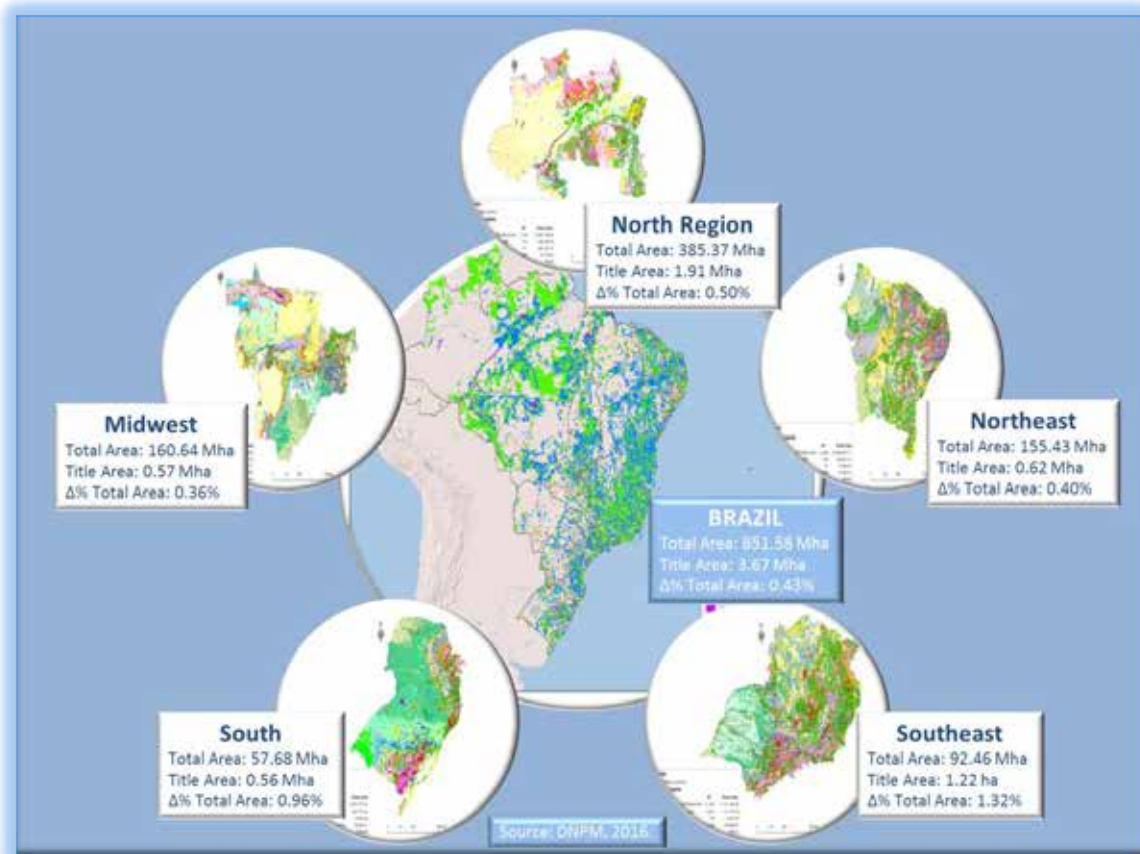 North Region
Total Area: 385.37 Mha
Title Area: 1.91 Mha
Δ% Total Area: 0.50%
Midwest
Total Area: 160.64 Mha
Title Area: 0.57 Mha
Δ% Total Area: 0.36%
Northeast
Total Area: 155.43 Mha
Title Area: 0.62 Mha
Δ% Total Area: 0.40%
BRAZIL
Total Area: 851.58 Mha
Title Area: 3.67 Mha
Δ% Total Area: 0.43%
South
Total Area: 57.68 Mha
Title Area: 0.56 Mha
Δ% Total Area: 0.96%
Southeast
Total Area: 92.46 Mha
Title Area: 1.22 ha
Δ% Total Area: 1.32%
Source: DNPM, 2016